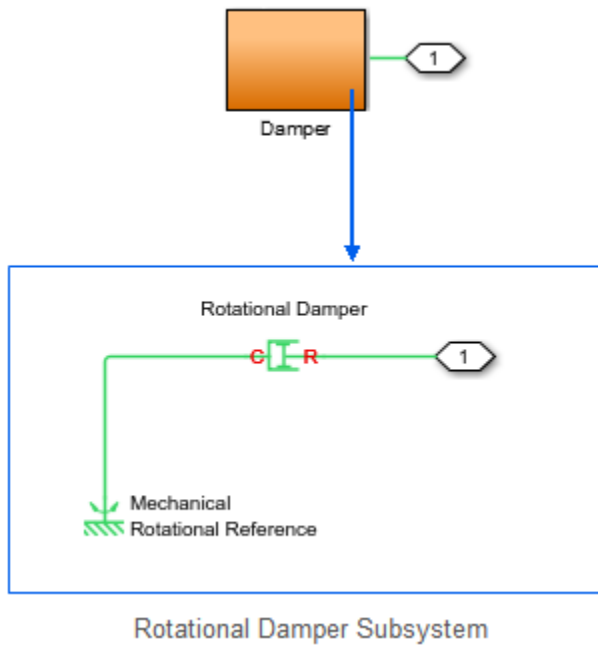 1
Damper
Rotational Damper
C R 1
Mechanical
Rotational Reference
Rotational Damper Subsystem